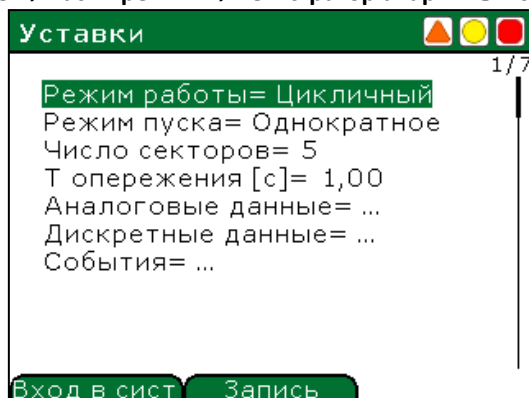 Уставки
1/7
Режим работы= Цикличный
Режим пуска= Однократное
Число секторов= 5
Т опережения [с]= 1,00
Аналоговые данные= ...
Дискретные данные= ...
События= ...
Вход в сист Запись